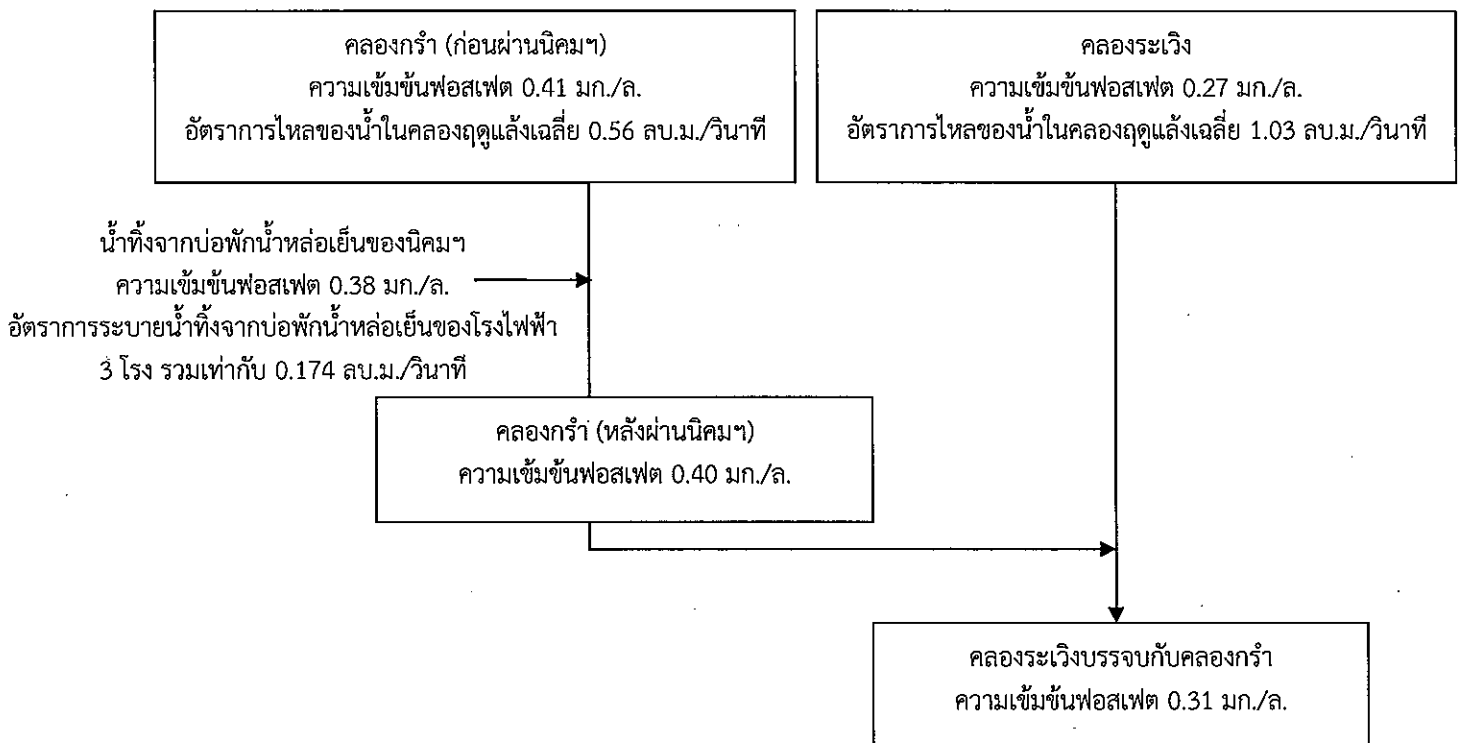 คลองกรำ (ก่อนผ่านนิคมฯ)
ความเข้มข้นฟอสเฟต 0.41 มก./ล.
อัตราการไหลของน้ำในคลองฤดูแล้งเฉลี่ย 0.56 ลบ.ม./วินาที
คลองระเวิง
ความเข้มข้นฟอสเฟต 0.27 มก./ล.
อัตราการไหลของน้ำในคลองฤดูแล้งเฉลี่ย 1.03 ลบ.ม./วินาที
น้ำทิ้งจากบ่อพักน้ำหล่อเย็นของนิคมฯ
ความเข้มข้นฟอสเฟต 0.38 มก./ล.
อัตราการระบายน้ำทิ้งจากบ่อพักน้ำหล่อเย็นของโรงไฟฟ้า
3 โรง รวมเท่ากับ 0.174 ลบ.ม./วินาที
คลองกรำ (หลังผ่านนิคมฯ)
ความเข้มข้นฟอสเฟต 0.40 มก./ล.
คลองระเวิงบรรจบกับคลองกรำ
ความเข้มข้นฟอสเฟต 0.31 มก./ล.